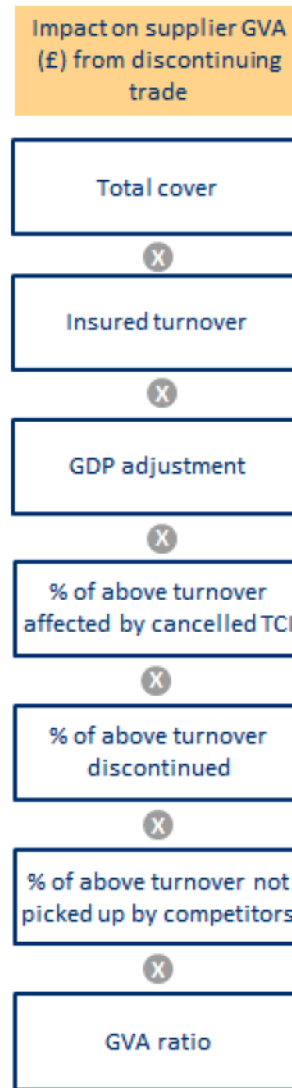 Impact on supplier GVA
(£) from discontinuing
trade
Total cover
X
Insured turnover
X
GDP adjustment
X
% of above turnover
affected by cancelled TCI
X
% of above turnover
discontinued
X
% of above turnover not
picked up by competitors
X
GVA ratio